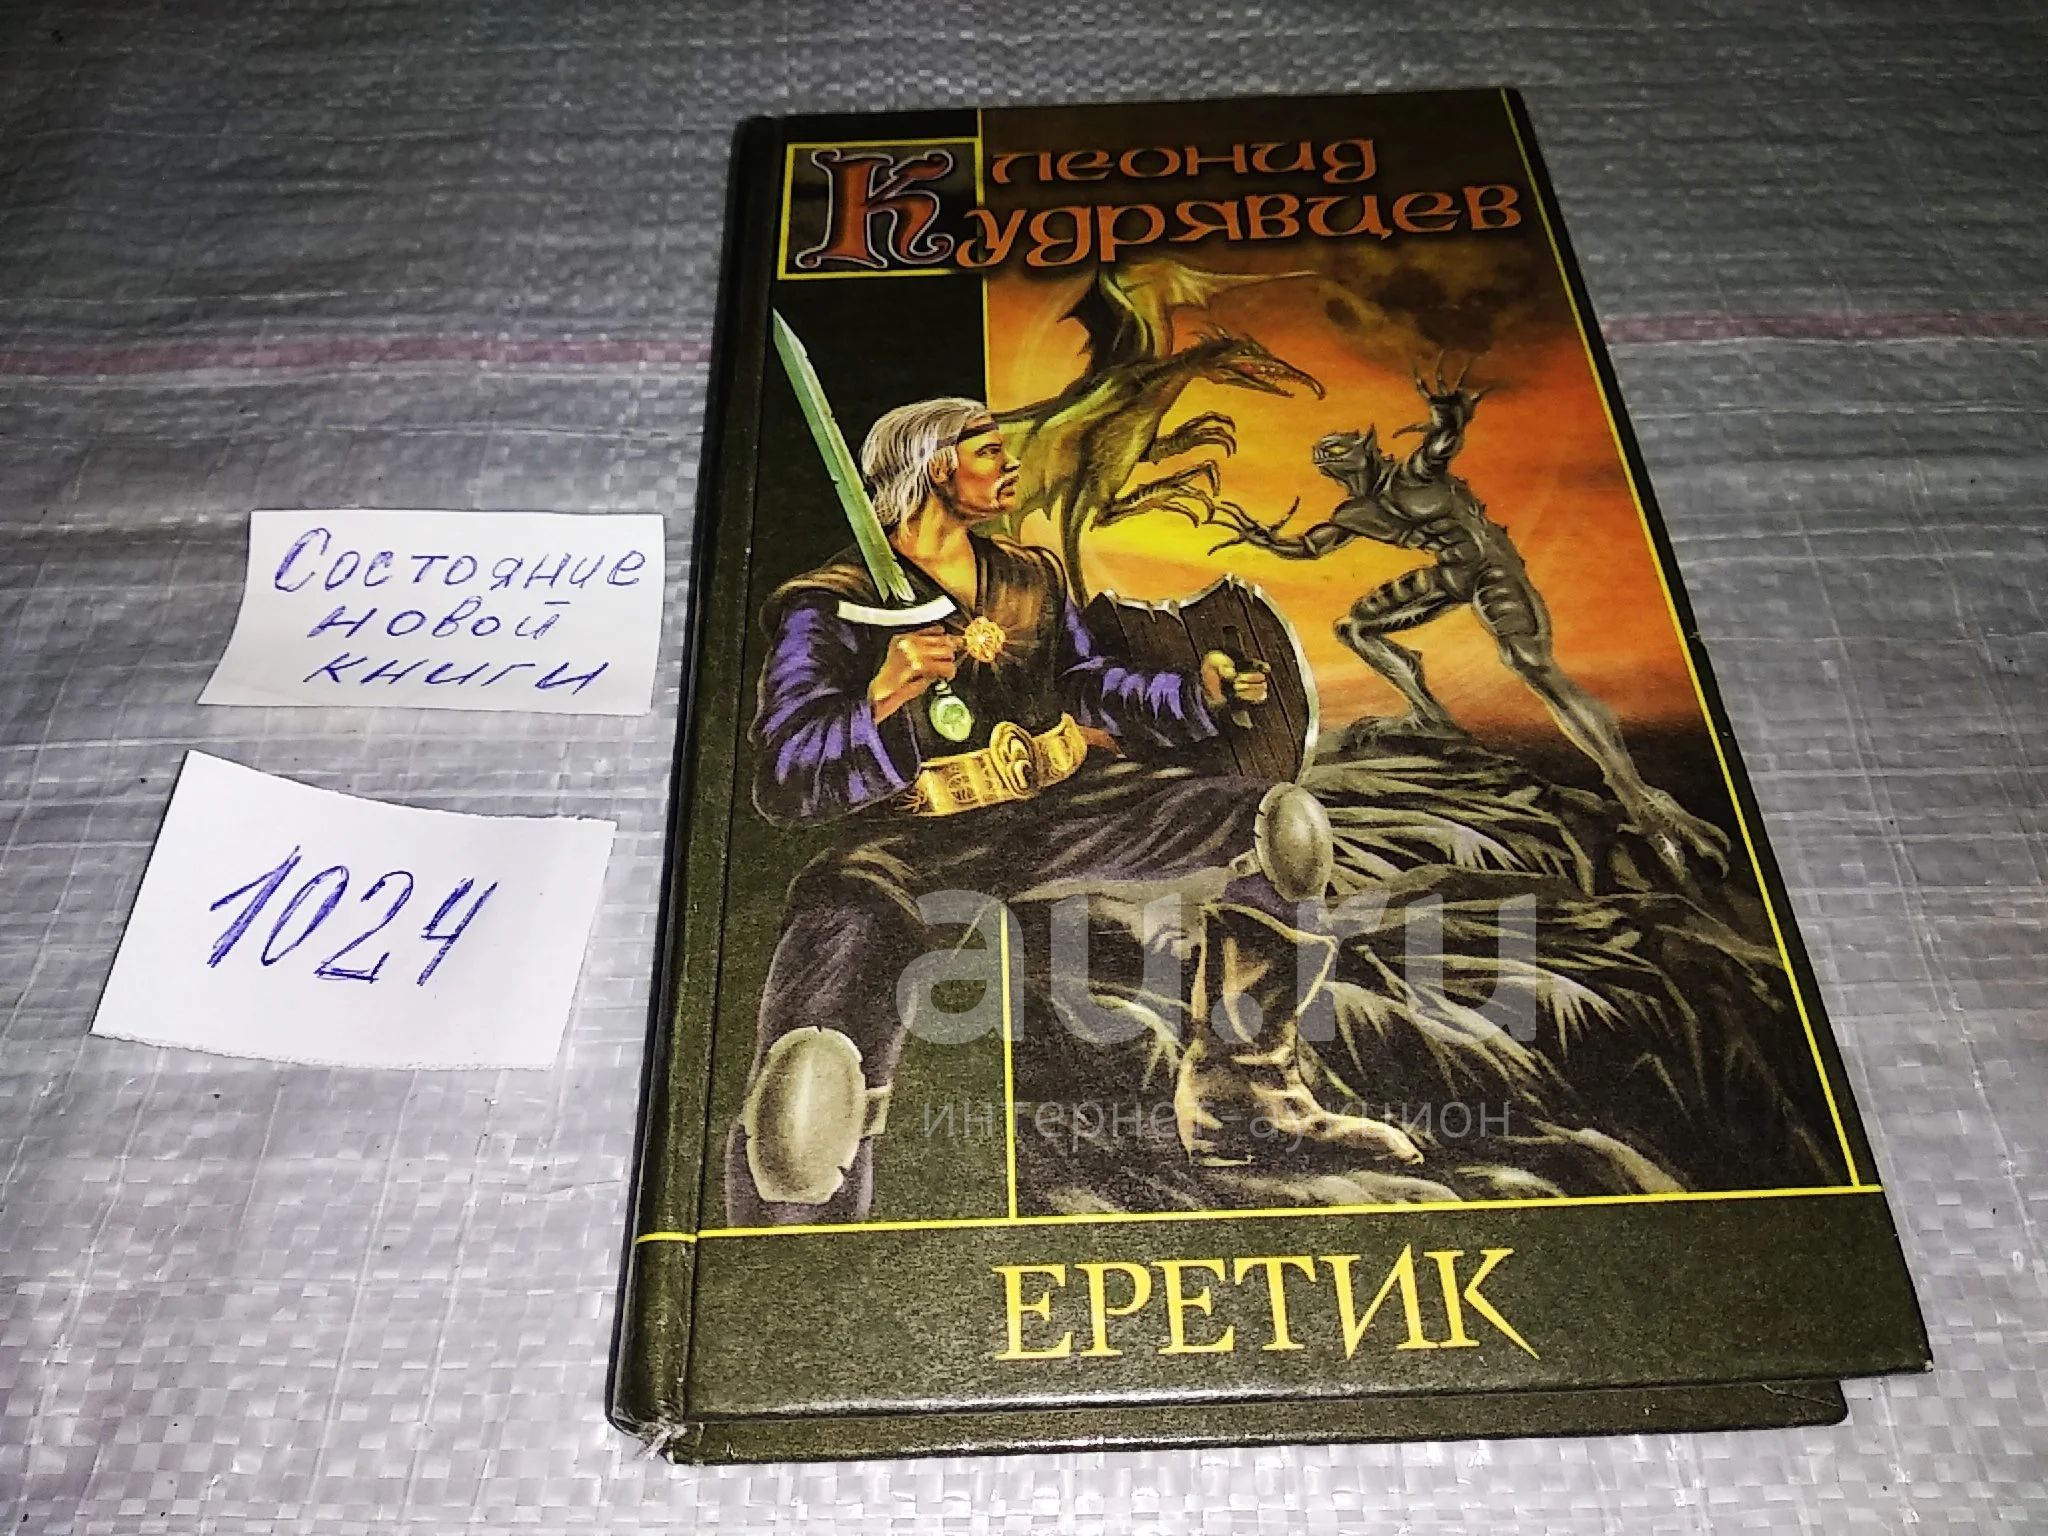 Леонид
Кудрявцев
Состояние
новой
книги
1024
au.ru
интернет-аукцион
ЕРЕТИК